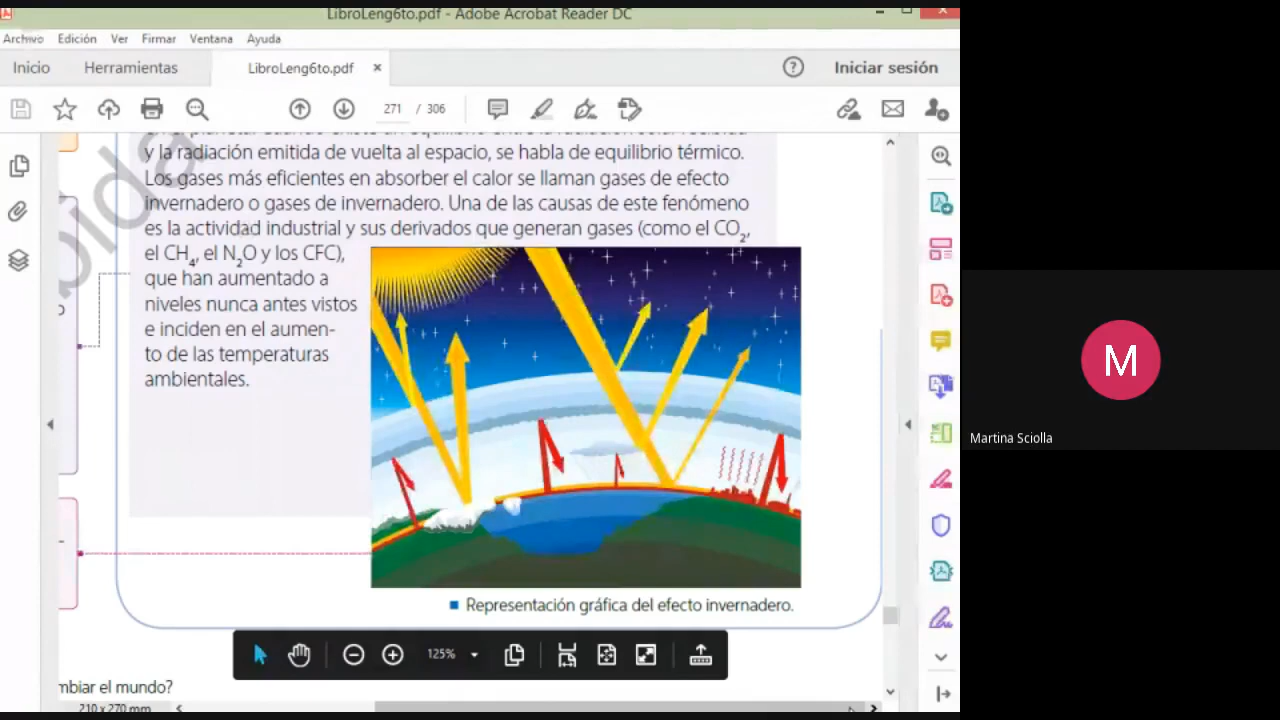 LibroLeng6to.pdf - Adobe Acrobat Reader DC
Archivo Edición Ver Firmar Ventana Ayuda
Inicio Herramientas LibroLeng6to.pdf × Iniciar sesión
271 / 306
y la radiación emitida de vuelta al espacio, se habla de equilibrio térmico.
Los gases más eficientes en absorber el calor se llaman gases de efecto
invernadero o gases de invernadero. Una de las causas de este fenómeno
es la actividad industrial y sus derivados que generan gases (como el CO2,
el CH4, el N2O y los CFC),
que han aumentado a
niveles nunca antes vistos
e inciden en el aumen-
to de las temperaturas
ambientales.
Representación gráfica del efecto invernadero.
125%
mbiar el mundo?
210 x 270 mm
M
Martina Sciolla